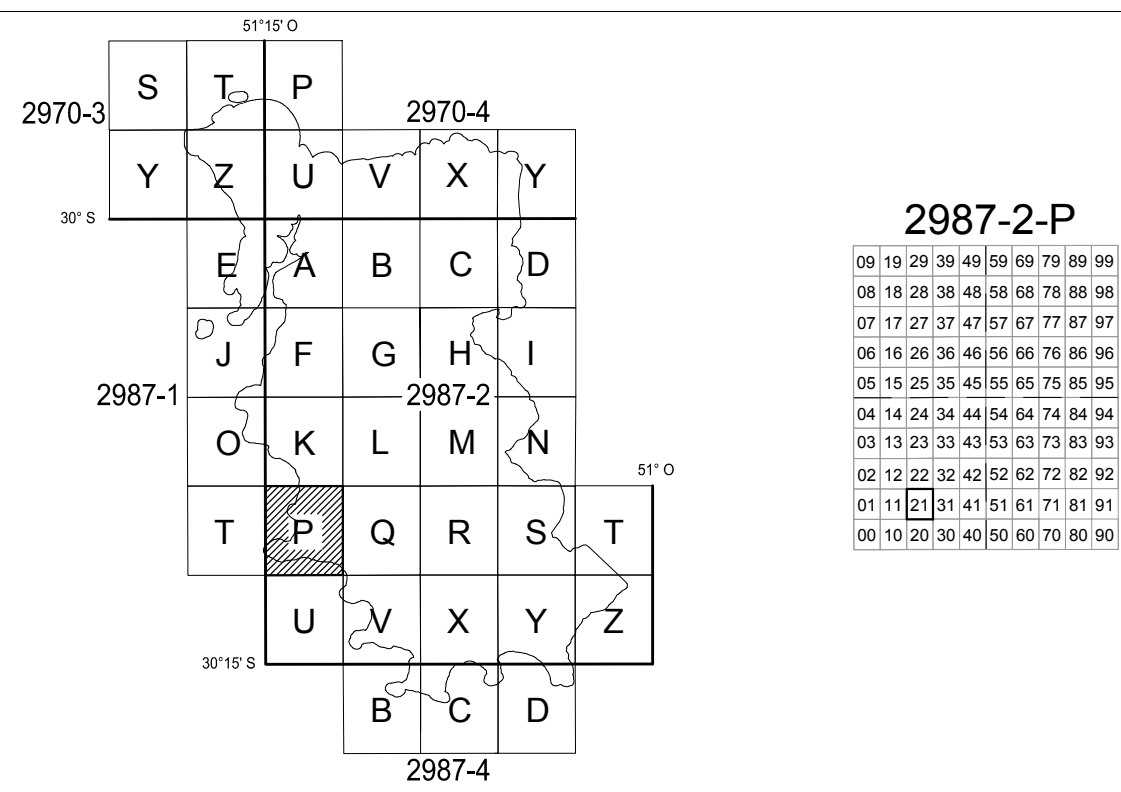 51°15' O
S T P
2970-3 2970-4
Y Z U V X Y
30° S
E A B C D
J F G H I
2987-1 2987-2
O K L M N
51° O
T P Q R S T
U V X Y Z
30°15' S
B C D
2987-4
2987-2-P
09 19 29 39 49 59 69 79 89 99
08 18 28 38 48 58 68 78 88 98
07 17 27 37 47 57 67 77 87 97
06 16 26 36 46 56 66 76 86 96
05 15 25 35 45 55 65 75 85 95
04 14 24 34 44 54 64 74 84 94
03 13 23 33 43 53 63 73 83 93
02 12 22 32 42 52 62 72 82 92
01 11 21 31 41 51 61 71 81 91
00 10 20 30 40 50 60 70 80 90